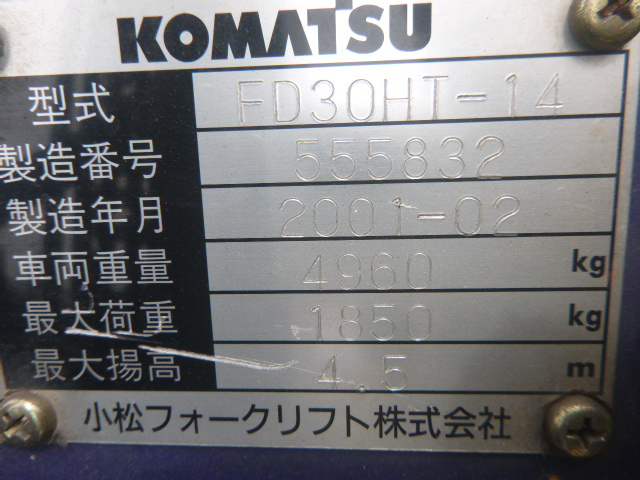 KOMATSU
型式 FD30HT-14
製造番号 555832
製造年月 2001-02
車両重量 4960 kg
最大荷重 1850 kg
最大揚高 4.5 m
小松フォークリフト株式会社